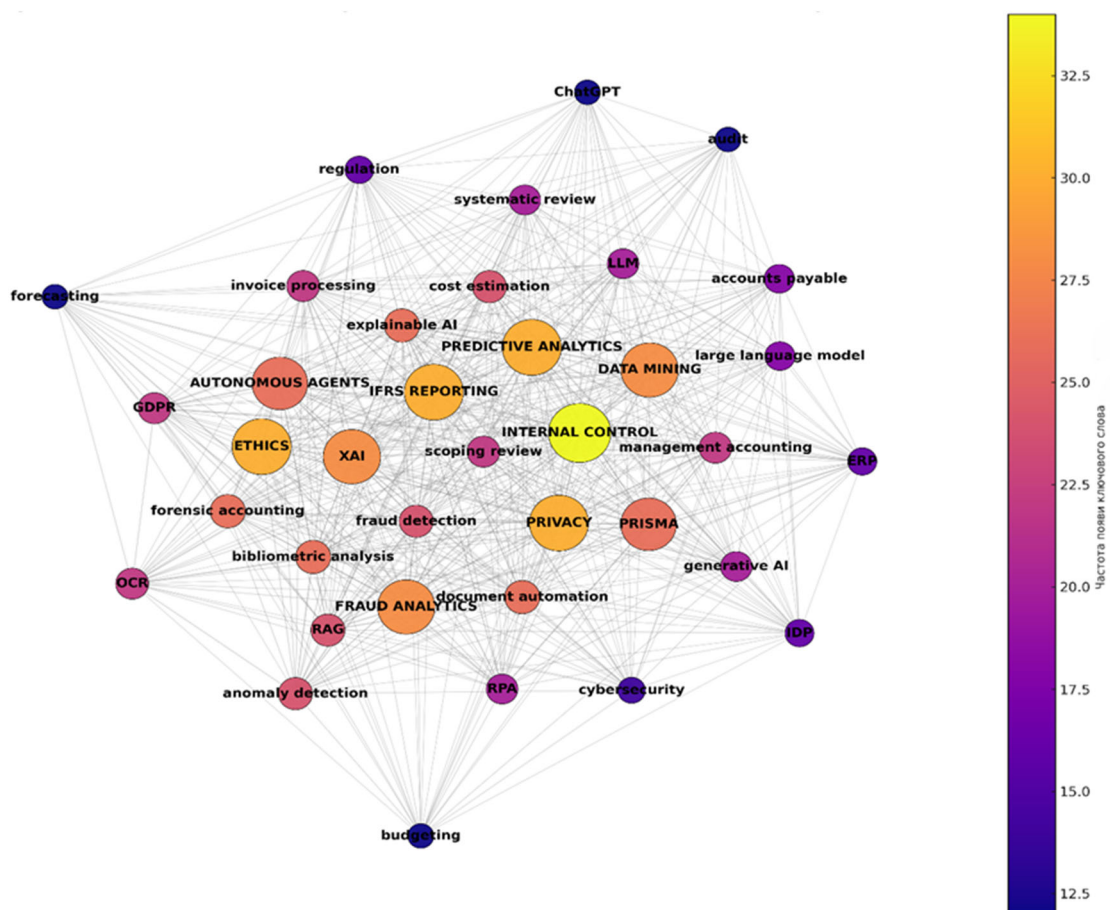 ChatGPT
audit
regulation
systematic review
LLM
accounts payable
invoice processing
cost estimation
forecasting
explainable AI
PREDICTIVE ANALYTICS
large language model
DATA MINING
AUTONOMOUS AGENTS
IFRS REPORTING
GDPR
INTERNAL CONTROL
ETHICS
XAI
scoping review
management accounting
ERP
forensic accounting
fraud detection
PRIVACY
PRISMA
bibliometric analysis
generative AI
OCR
document automation
FRAUD ANALYTICS
RAG
IDP
anomaly detection
RPA
cybersecurity
budgeting
32.5
30.0
27.5
25.0
22.5
20.0
17.5
15.0
12.5
Частота появи ключового слова